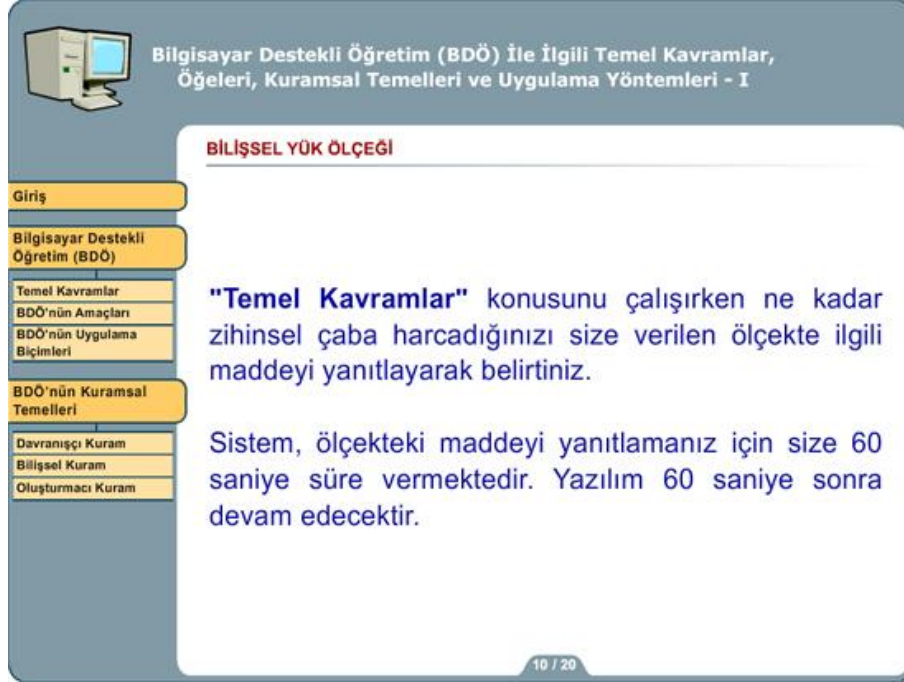 Bilgisayar Destekli Öğretim (BDÖ) İle İlgili Temel Kavramlar,
Öğeleri, Kuramsal Temelleri ve Uygulama Yöntemleri - I
BİLİŞSEL YÜK ÖLÇEĞİ
Giriş
Bilgisayar Destekli
Öğretim (BDÖ)
Temel Kavramlar
BDÖ'nün Amaçları
BDÖ'nün Uygulama
Biçimleri
BDÖ'nün Kuramsal
Temelleri
Davranışçı Kuram
Bilişsel Kuram
Oluşturmacı Kuram
"Temel Kavramlar" konusunu çalışırken ne kadar
zihinsel çaba harcadığınızı size verilen ölçekte ilgili
maddeyi yanıtlayarak belirtiniz.
Sistem, ölçekteki maddeyi yanıtlamanız için size 60
saniye süre vermektedir. Yazılım 60 saniye sonra
devam edecektir.
10 / 20